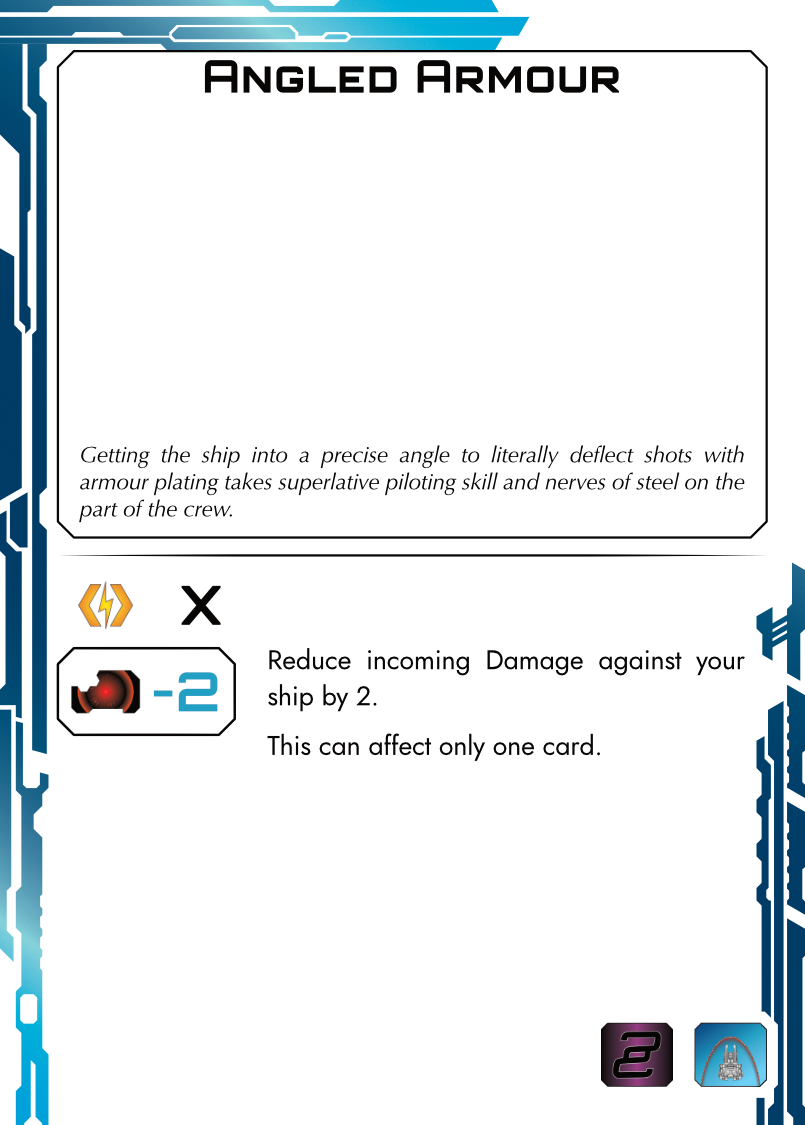 Angled Armour
Getting the ship into a precise angle to literally deflect shots with
armour plating takes superlative piloting skill and nerves of steel on the
part of the crew.
X
-2
Reduce incoming Damage against your
ship by 2.
This can affect only one card.
2